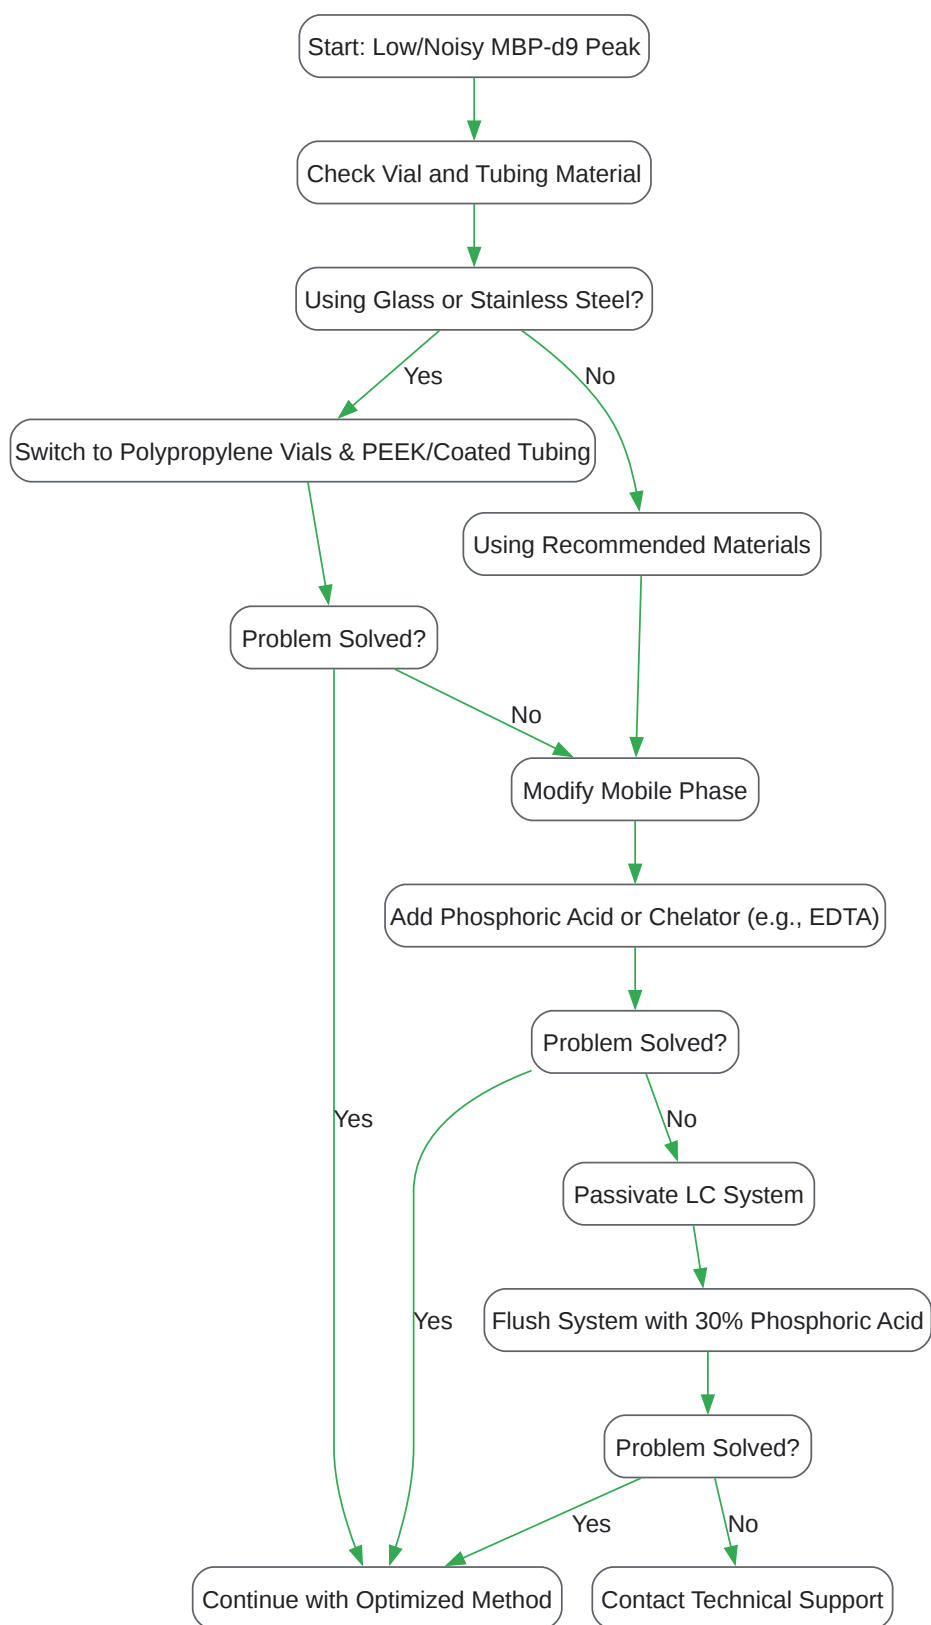 Start: Low/Noisy MBP-d9 Peak
Check Vial and Tubing Material
Using Glass or Stainless Steel?
Yes
No
Switch to Polypropylene Vials & PEEK/Coated Tubing
Using Recommended Materials
Problem Solved?
No
Modify Mobile Phase
Add Phosphoric Acid or Chelator (e.g., EDTA)
Problem Solved?
Yes
No
Passivate LC System
Yes
Flush System with 30% Phosphoric Acid
Problem Solved?
Yes
No
Continue with Optimized Method
Contact Technical Support